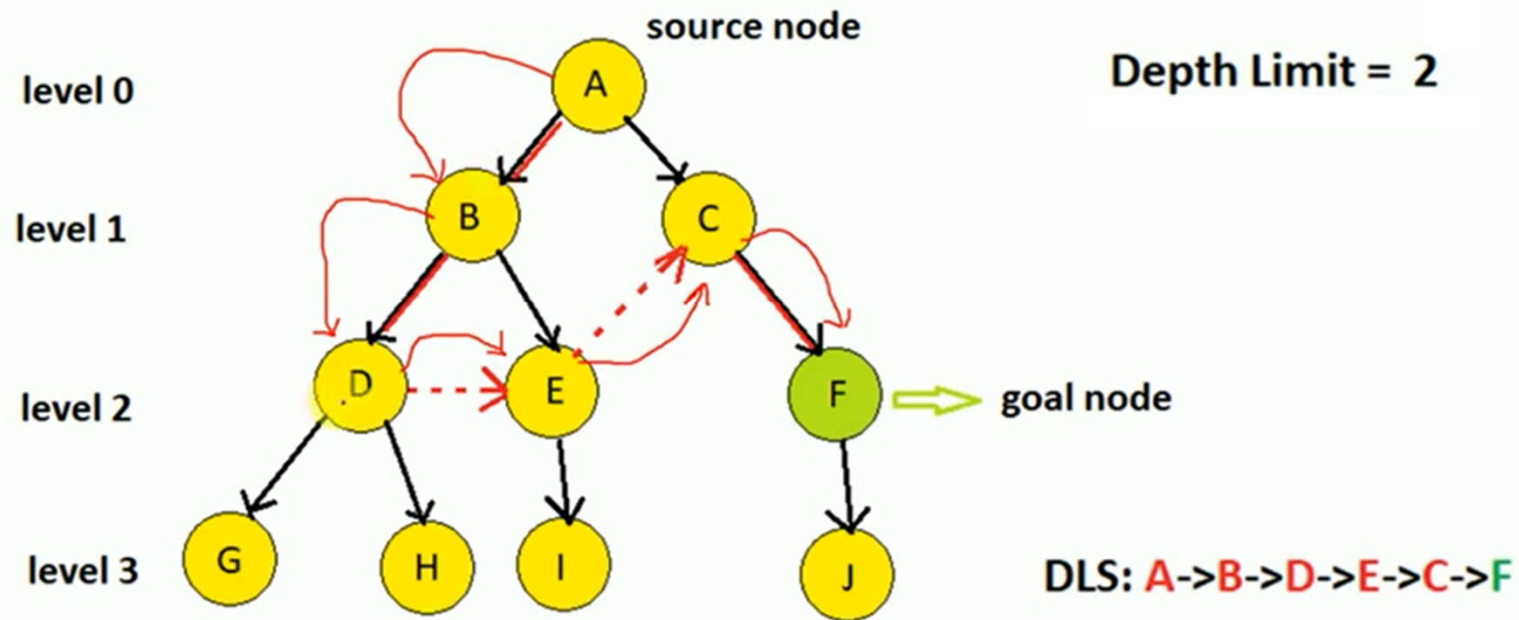 source node
Depth Limit = 2
level 0
A
level 1
B
C
level 2
D
E
F
goal node
level 3
G
H
I
J
DLS: A->B->D->E->C->F